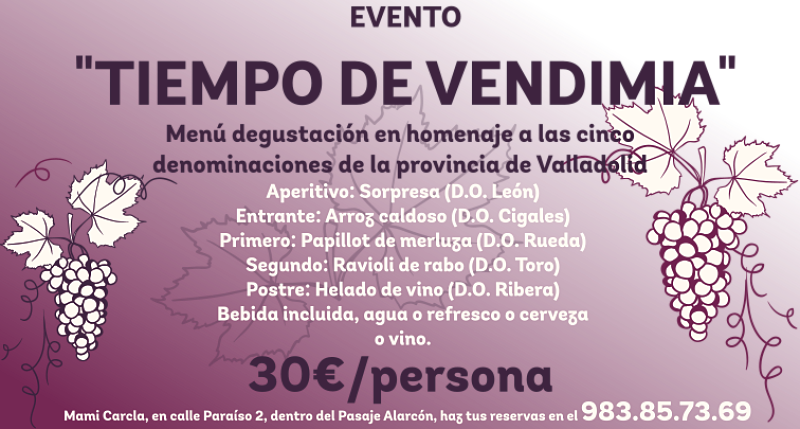 EVENTO
"TIEMPO DE VENDIMIA"
Menú degustación en homenaje a las cinco
denominaciones de la provincia de Valladolid
Aperitivo: Sorpresa (D.O. León)
Entrante: Arroz caldoso (D.O. Cigales)
Primero: Papillot de merluza (D.O. Rueda)
Segundo: Ravioli de rabo (D.O. Toro)
Postre: Helado de vino (D.O. Ribera)
Bebida incluida, agua o refresco o cerveza
o vino.
30€/persona
Mami Carcla, en calle Paraíso 2, dentro del Pasaje Alarcón, haz tus reservas en el 983.85.73.69